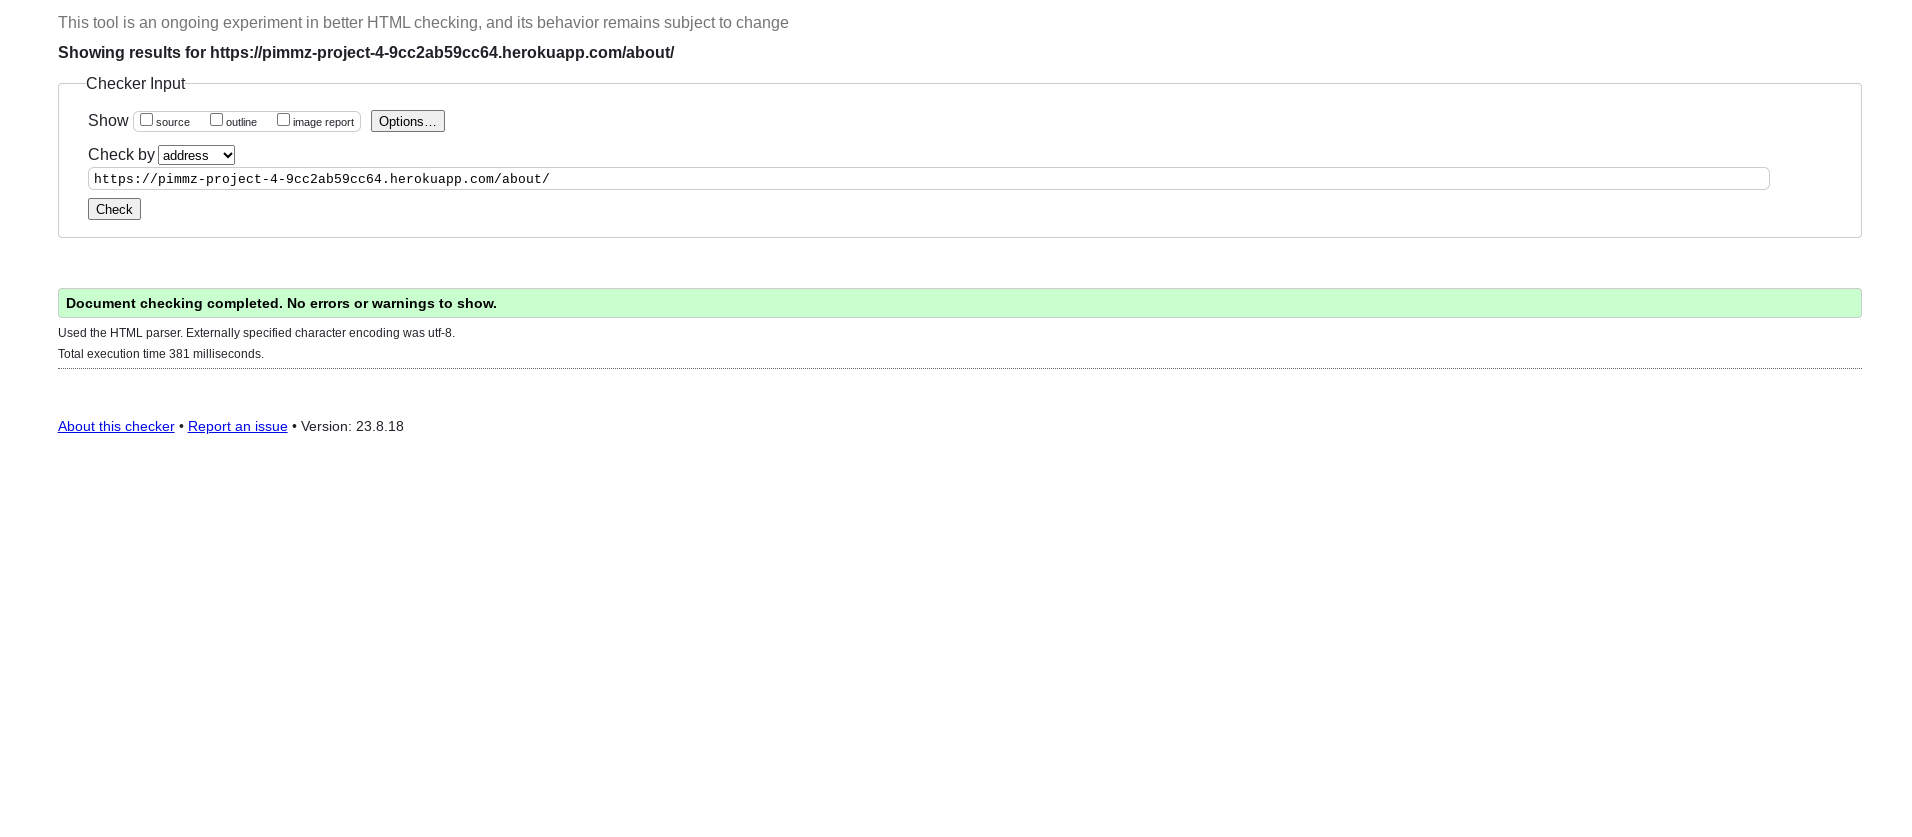 This tool is an ongoing experiment in better HTML checking, and its behavior remains subject to change
Showing results for https://pimmz-project-4-9cc2ab59cc64.herokuapp.com/about/
Checker Input
Show source outline image report Options...
Check by address
https://pimmz-project-4-9cc2ab59cc64.herokuapp.com/about/
Check
Document checking completed. No errors or warnings to show.
Used the HTML parser. Externally specified character encoding was utf-8.
Total execution time 381 milliseconds.
About this checker • Report an issue • Version: 23.8.18